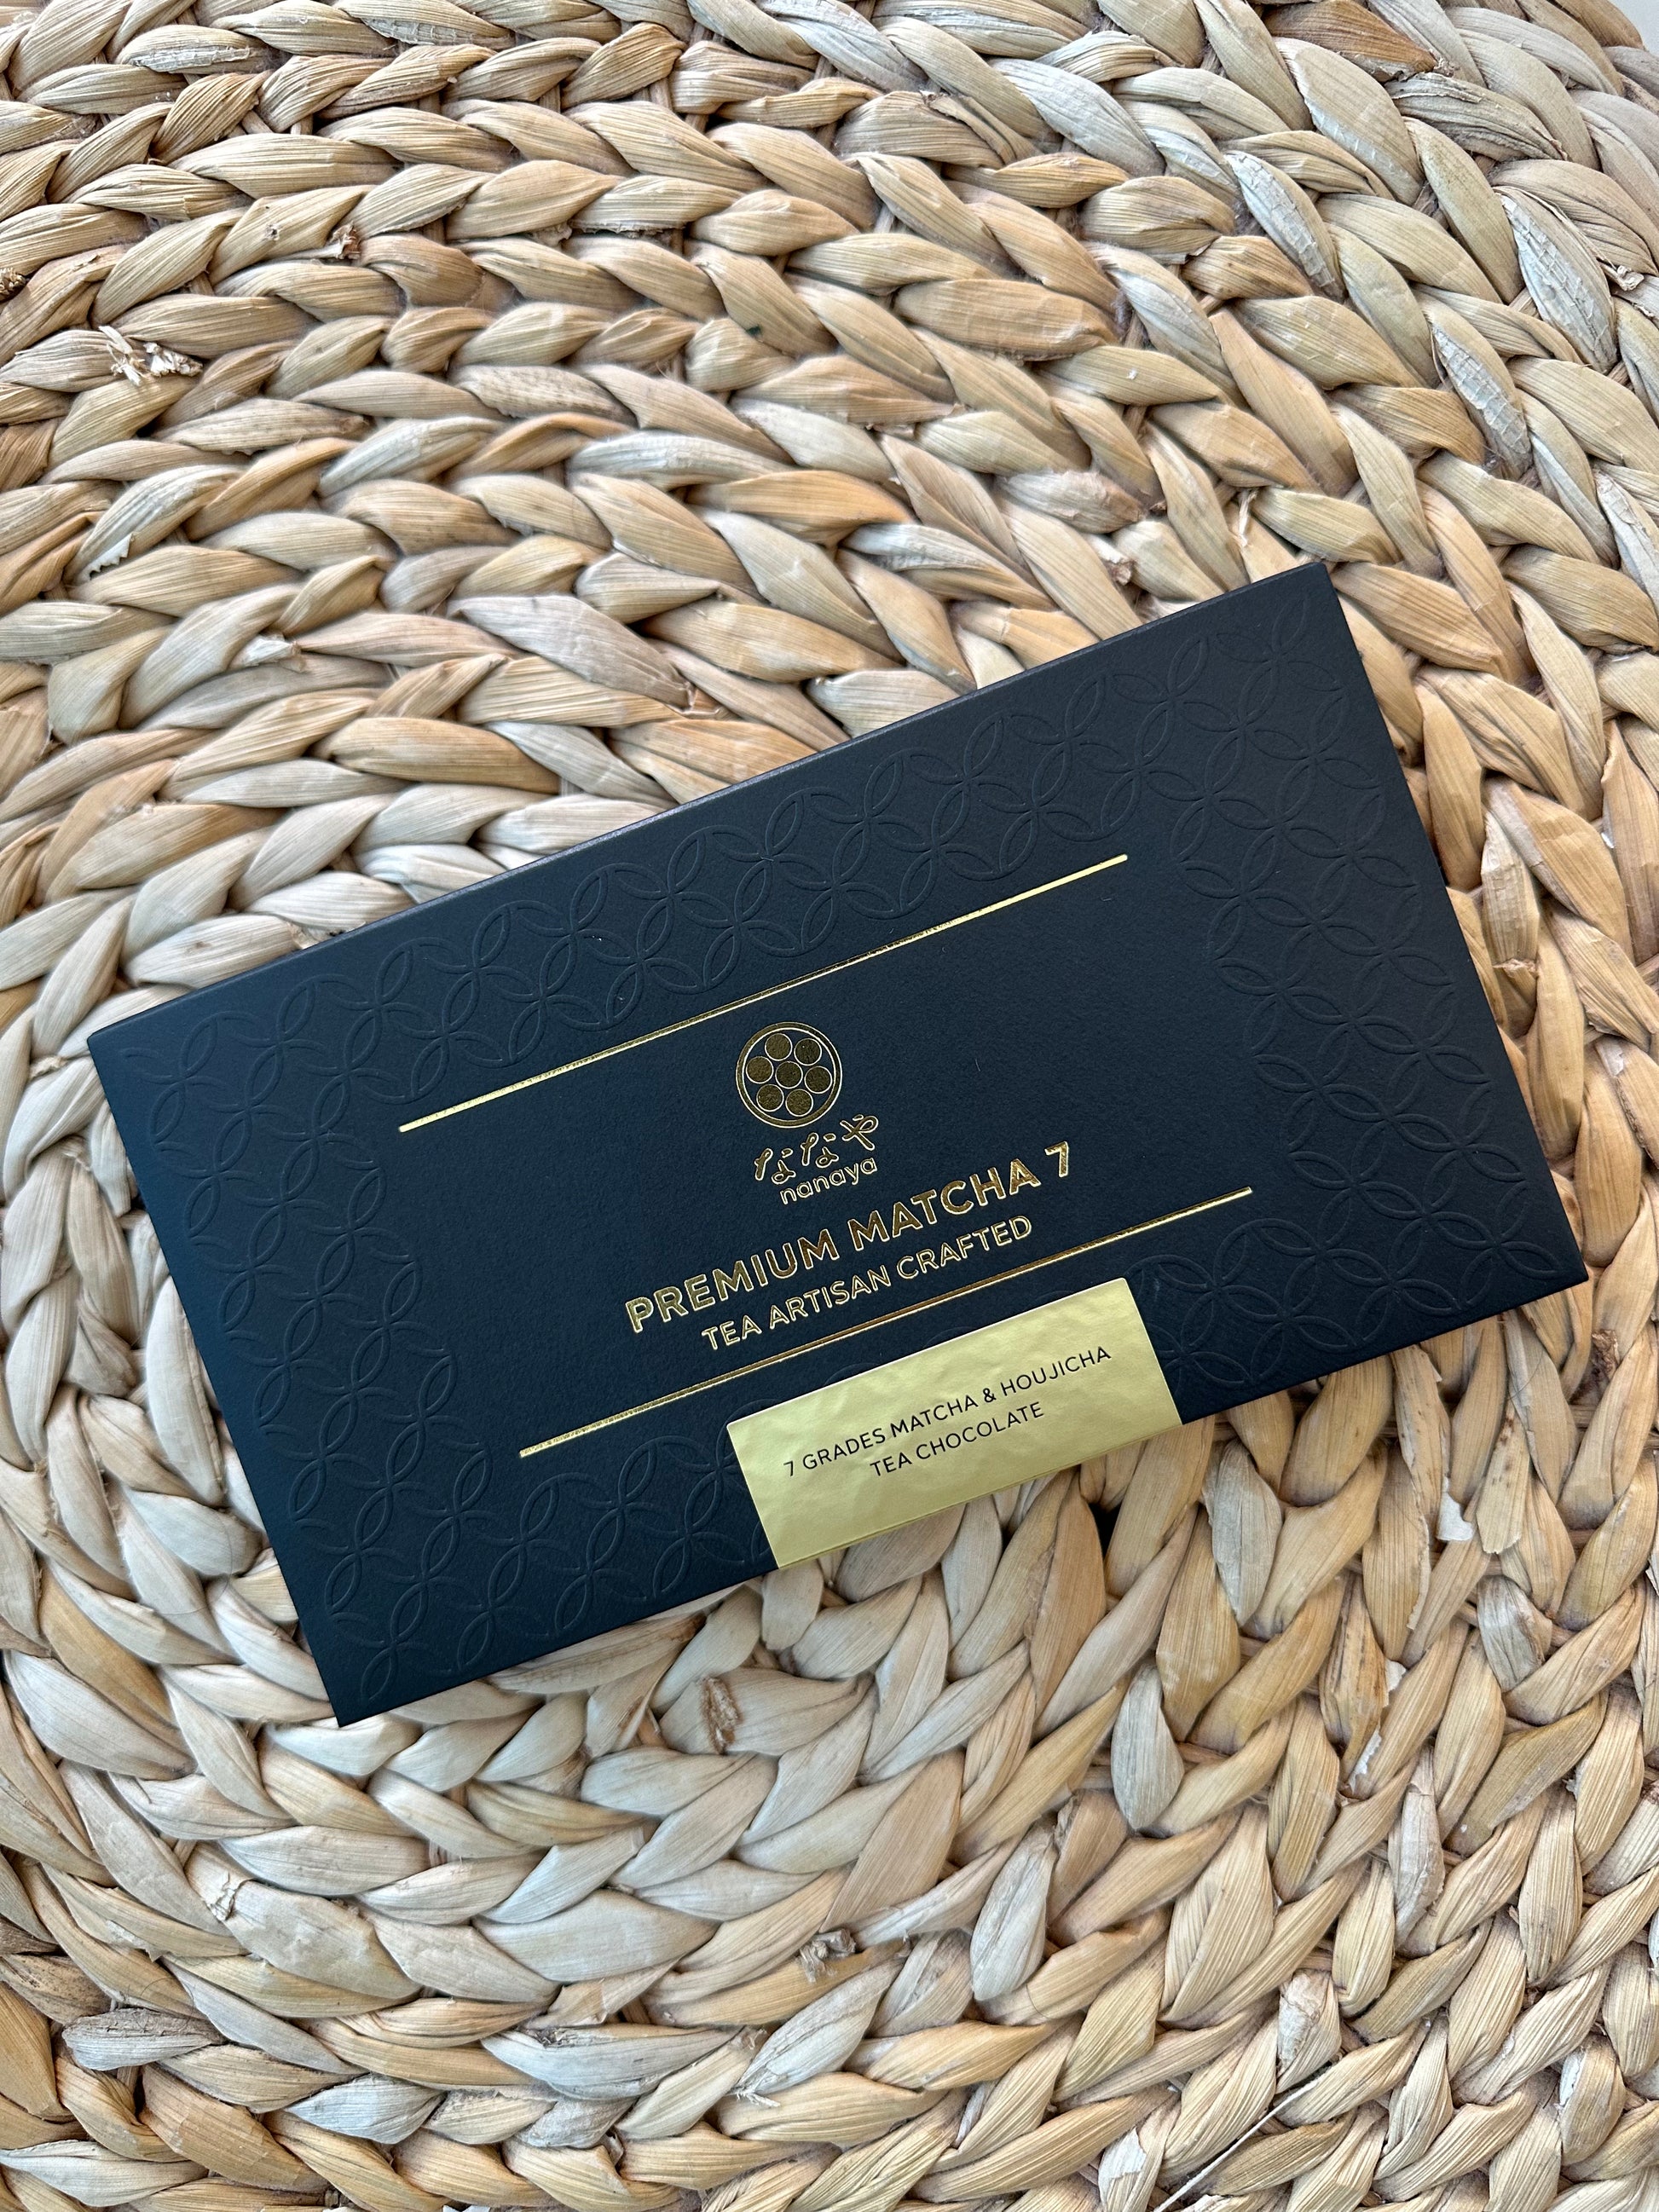 ななや
nanaya
PREMIUM MATCHA 7
TEA ARTISAN CRAFTED
7 GRADES MATCHA & HOUJICHA
TEA CHOCOLATE